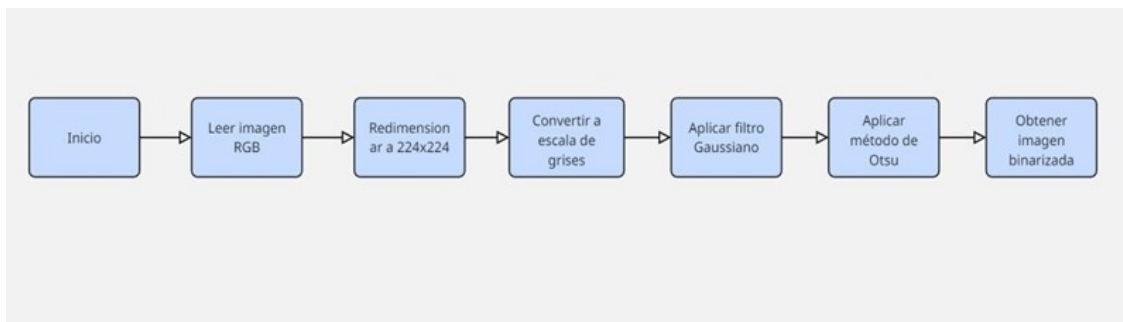 Inicio
Leer imagen
RGB
Redimension
ar a 224x224
Convertir a
escala de
grises
Aplicar filtro
Gaussiano
Aplicar
método de
Otsu
Obtener
imagen
binarizada